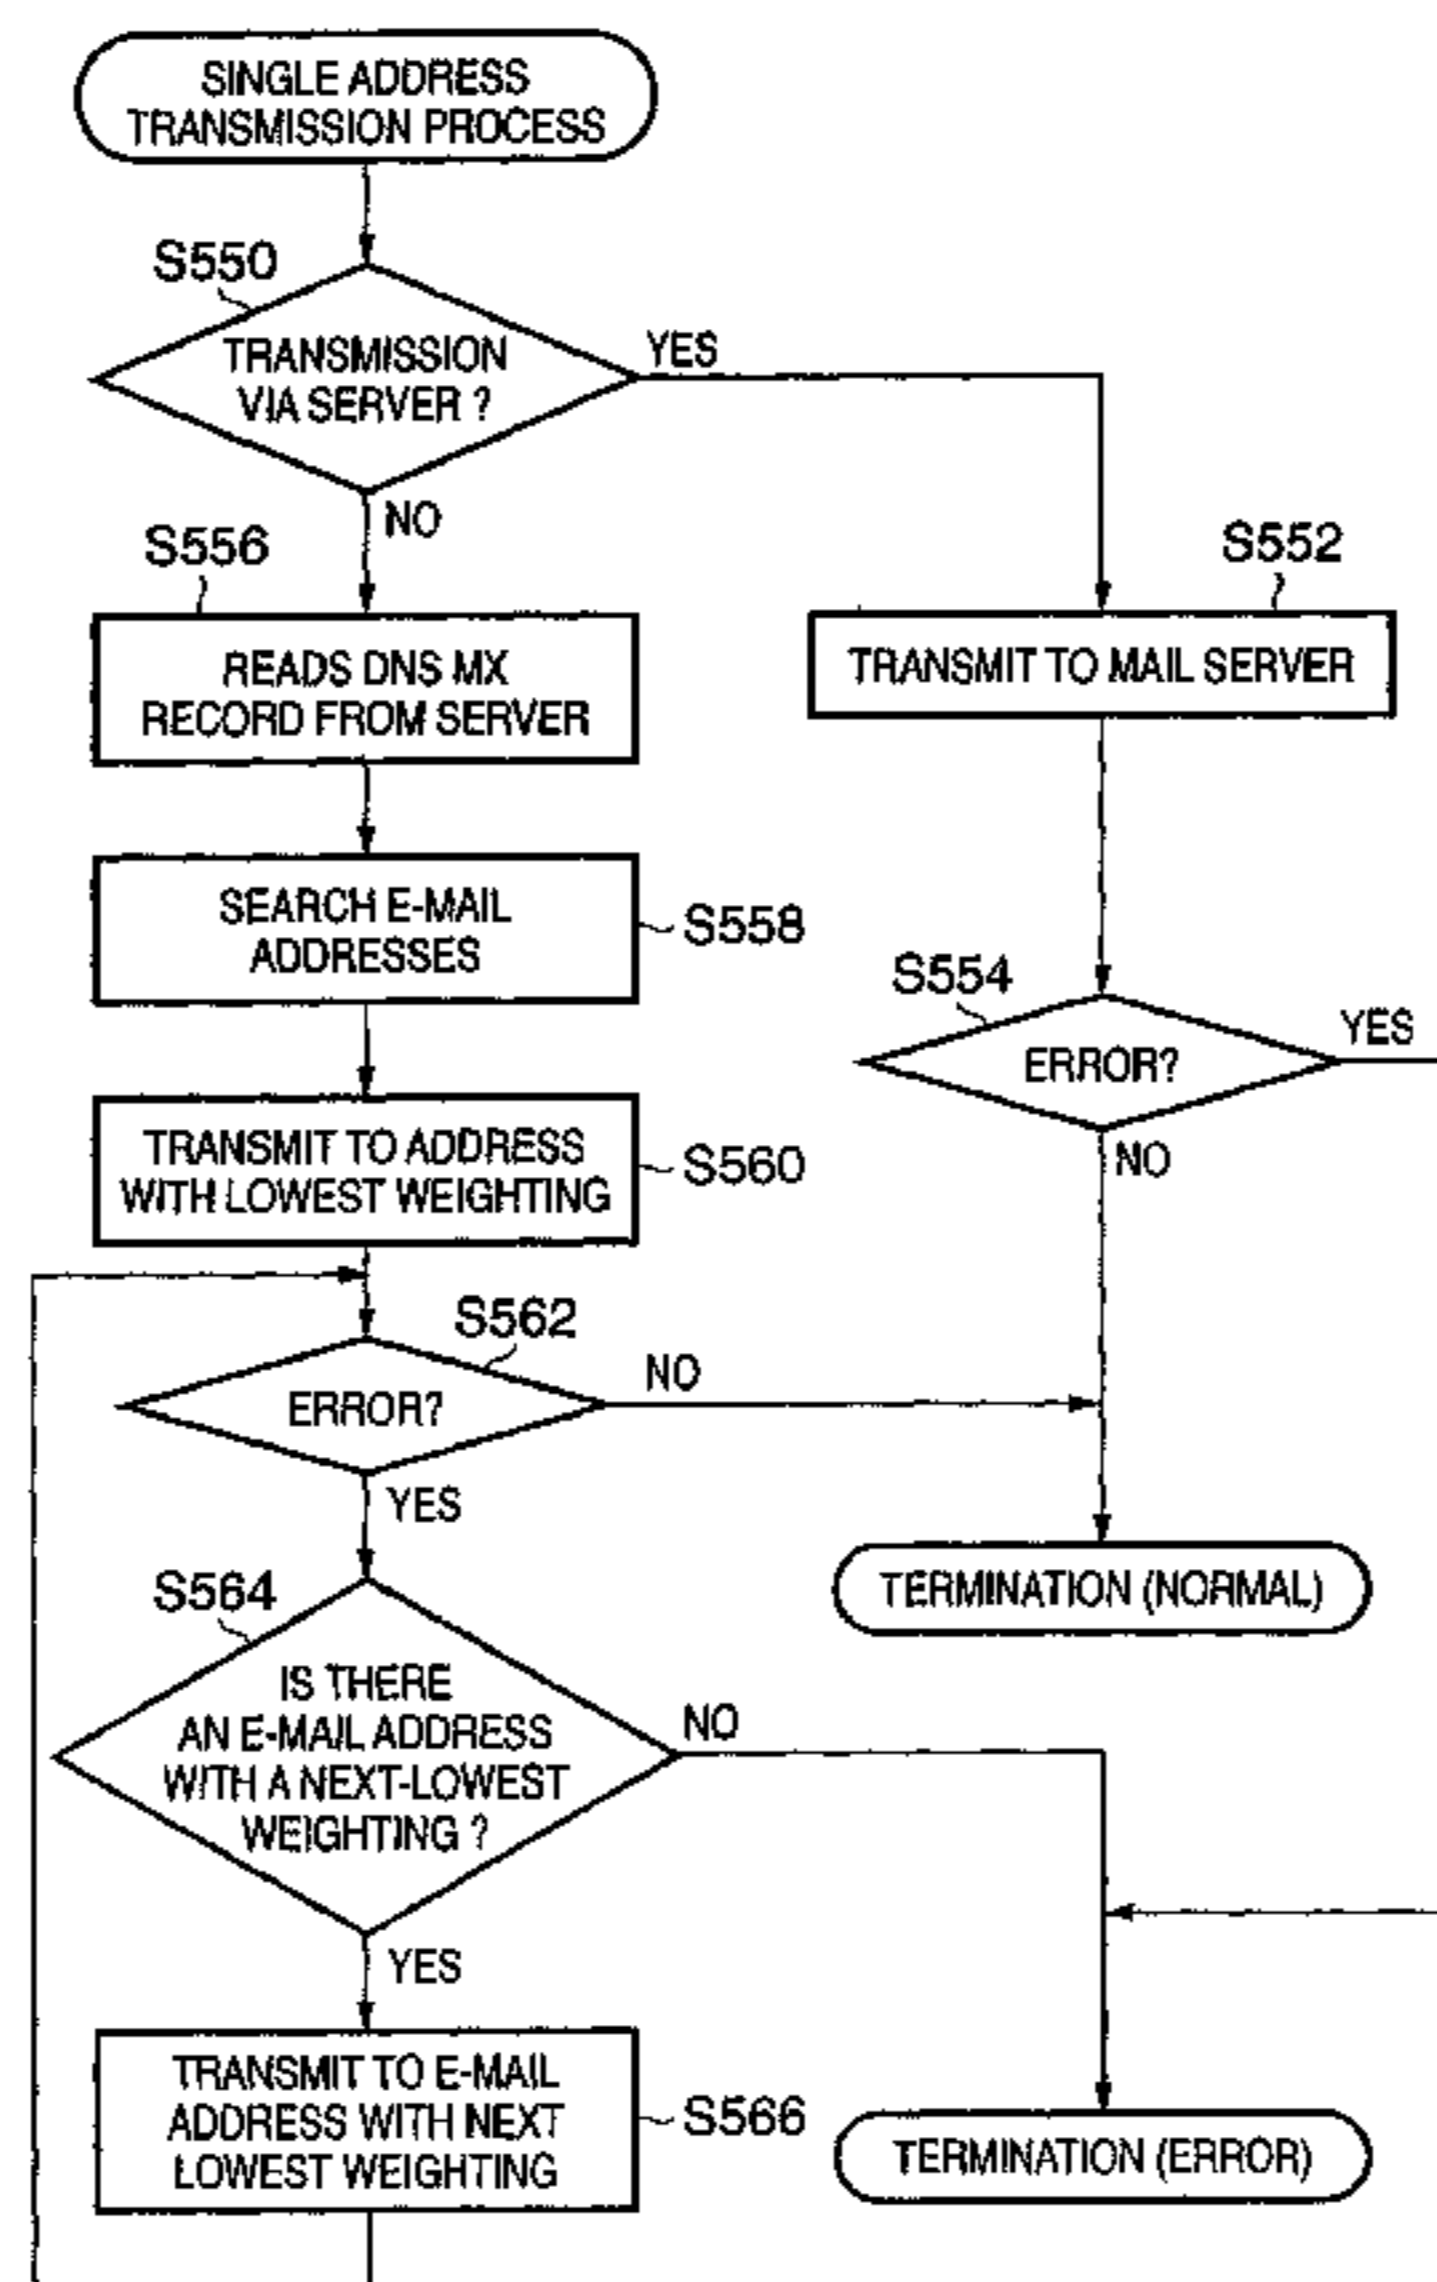 SINGLE ADDRESS
TRANSMISSION PROCESS
S550
TRANSMISSION
VIA SERVER ?
YES
NO
S556
READS DNS MX
RECORD FROM SERVER
S552
TRANSMIT TO MAIL SERVER
SEARCH E-MAIL
ADDRESSES
S558
S554
ERROR?
YES
NO
TRANSMIT TO ADDRESS
WITH LOWEST WEIGHTING
S560
S562
ERROR?
NO
YES
TERMINATION (NORMAL)
S564
IS THERE
AN E-MAIL ADDRESS
WITH A NEXT-LOWEST
WEIGHTING ?
NO
YES
TRANSMIT TO E-MAIL
ADDRESS WITH NEXT
LOWEST WEIGHTING
S566
TERMINATION (ERROR)